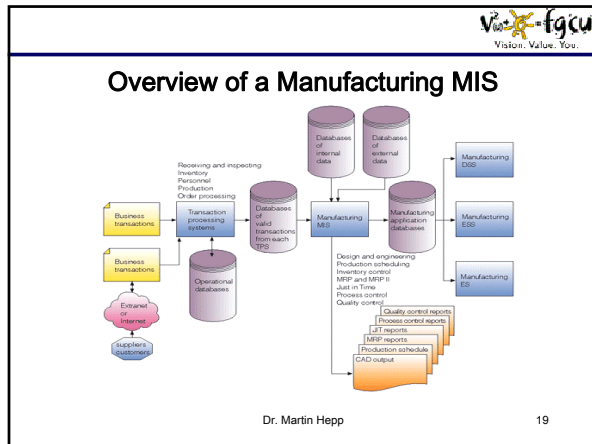 fgcu
Vision. Value. You.
Overview of a Manufacturing MIS
Databases
of
internal
data
Databases
of
external
data
Receiving and inspecting
Inventory
Personnel
Production
Order processing
Business
transactions
Transaction
processing
systems
Databases
of
valid
transactions
from each
TPS
Manufacturing
MIS
Manufacturing
application
databases
Manufacturing
DSS
Manufacturing
ESS
Manufacturing
ES
Business
transactions
Operational
databases
Extranet
or
Internet
suppliers
customers
Design and engineering
Production scheduling
Inventory control
MRP and MRP II
Just in Time
Process control
Quality control
Quality control reports
Process control reports
JIT reports
MRP reports
Production schedule
CAD output
Dr. Martin Hepp
19